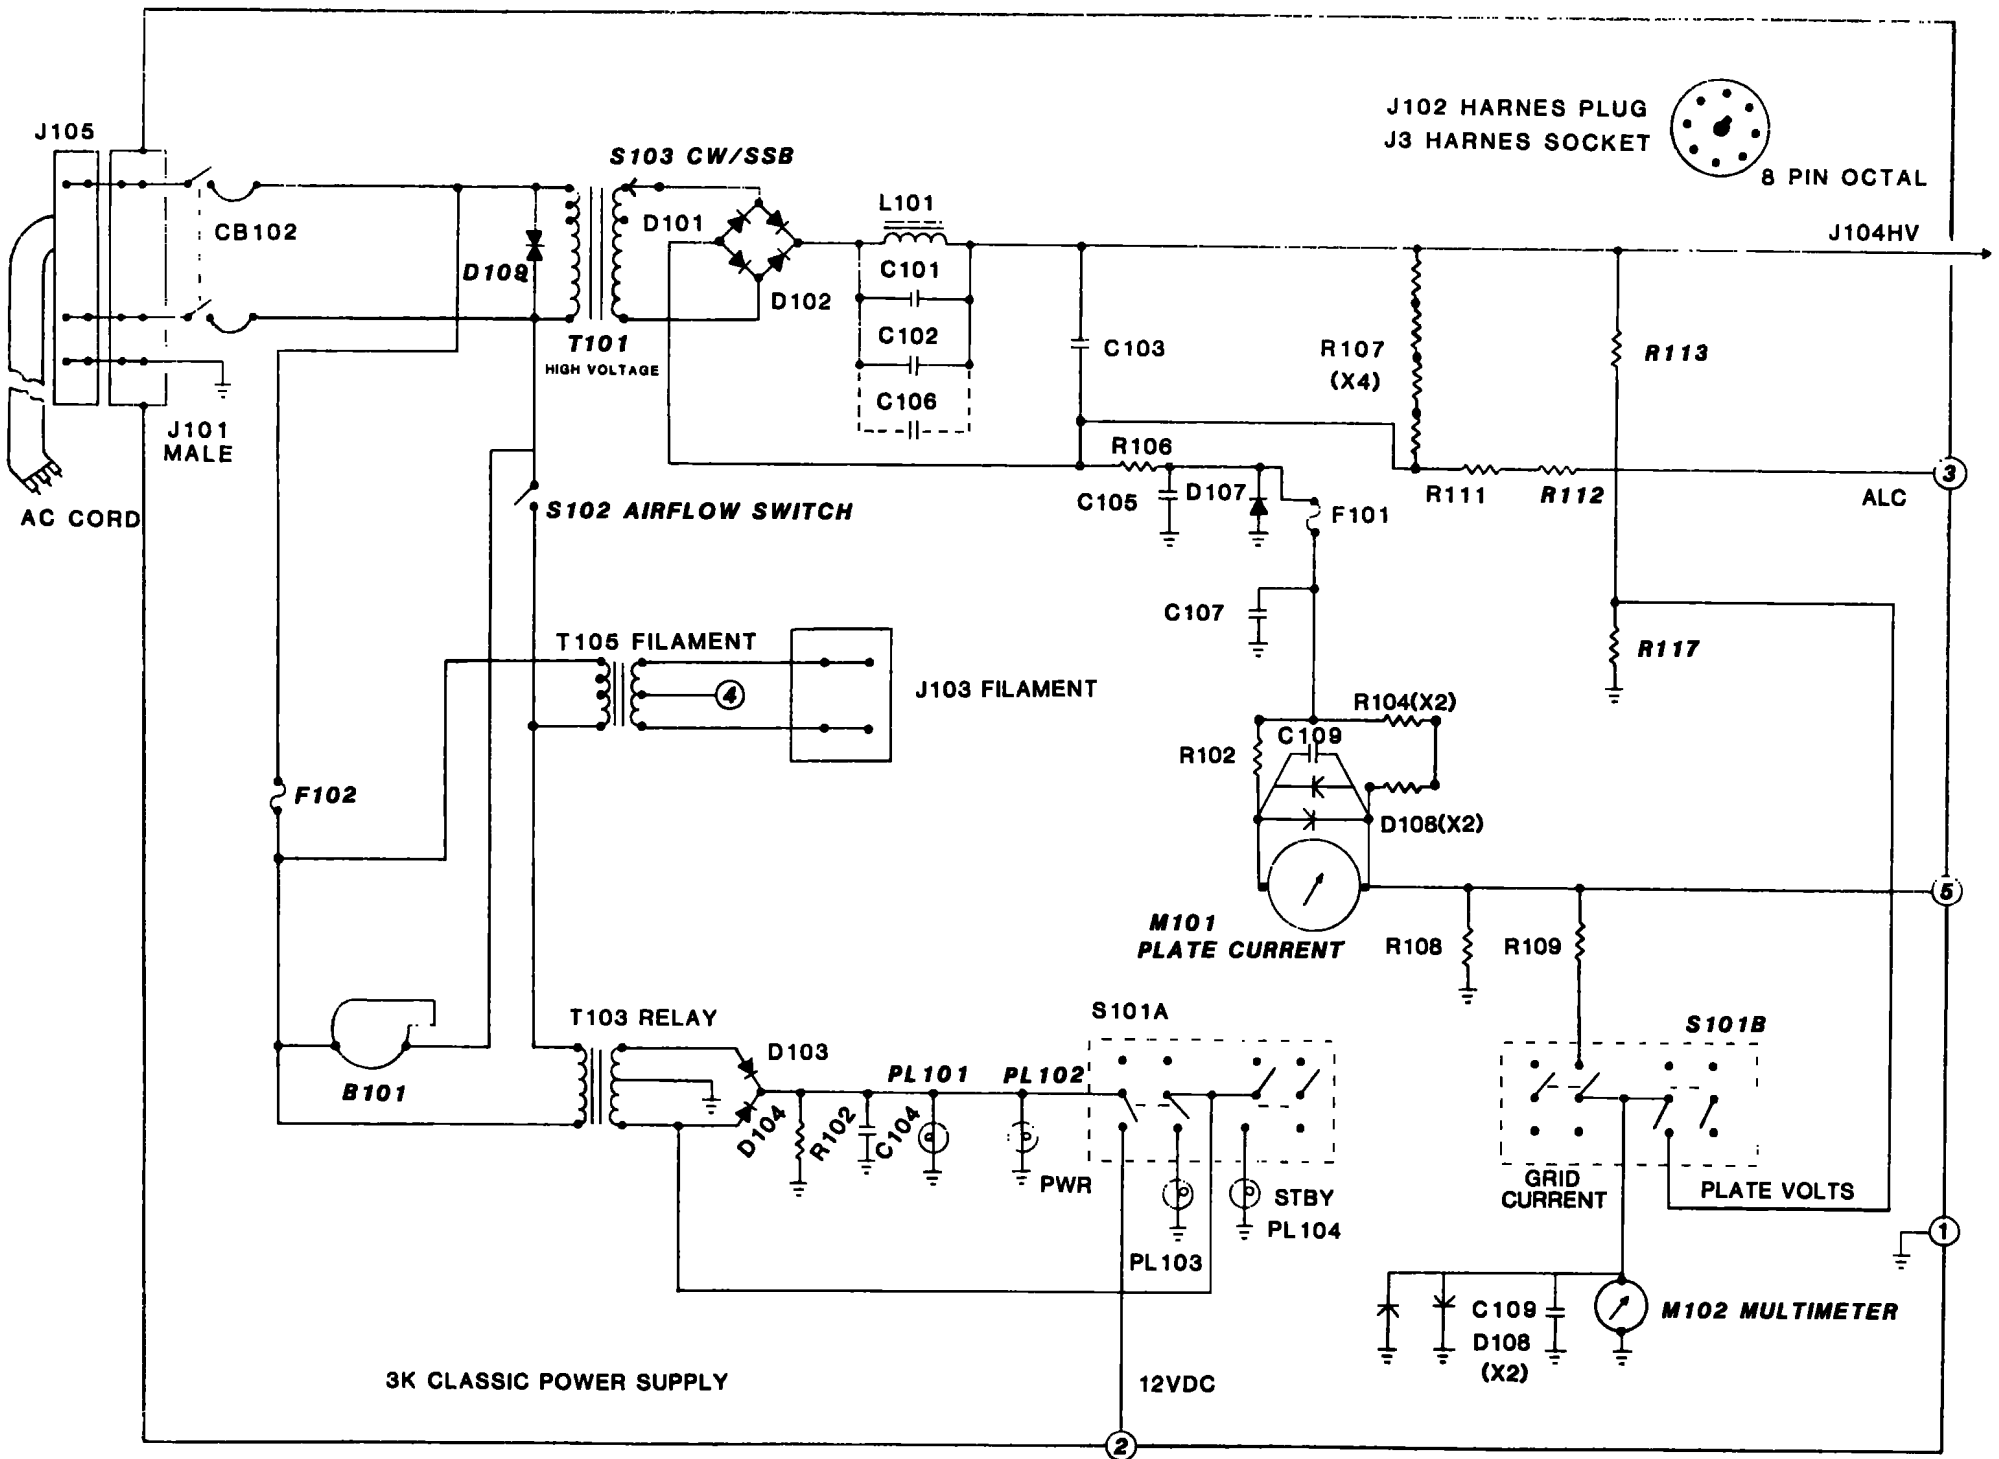 J102 HARNES PLUG
J3 HARNES SOCKET
8 PIN OCTAL
J105
S103 CW/SSB
CB102
D101
L101
J104HV
D109
C101
D102
C102
T101
HIGH VOLTAGE
C106
C103
R107
(X4)
R113
J101
MALE
AC CORD
S102 AIRFLOW SWITCH
R106
C105
D107
F101
R111
R112
3
ALC
C107
R117
T105 FILAMENT
4
J103 FILAMENT
F102
R104(X2)
C109
R102
D108(X2)
5
M101
PLATE CURRENT
R108
R109
B101
T103 RELAY
D103
D104
R102
C104
PL101
PL102
PWR
S101A
STBY
PL104
PL103
S101B
GRID
CURRENT
PLATE VOLTS
1
C109
D108
(X2)
M102 MULTIMETER
3K CLASSIC POWER SUPPLY
12VDC
2